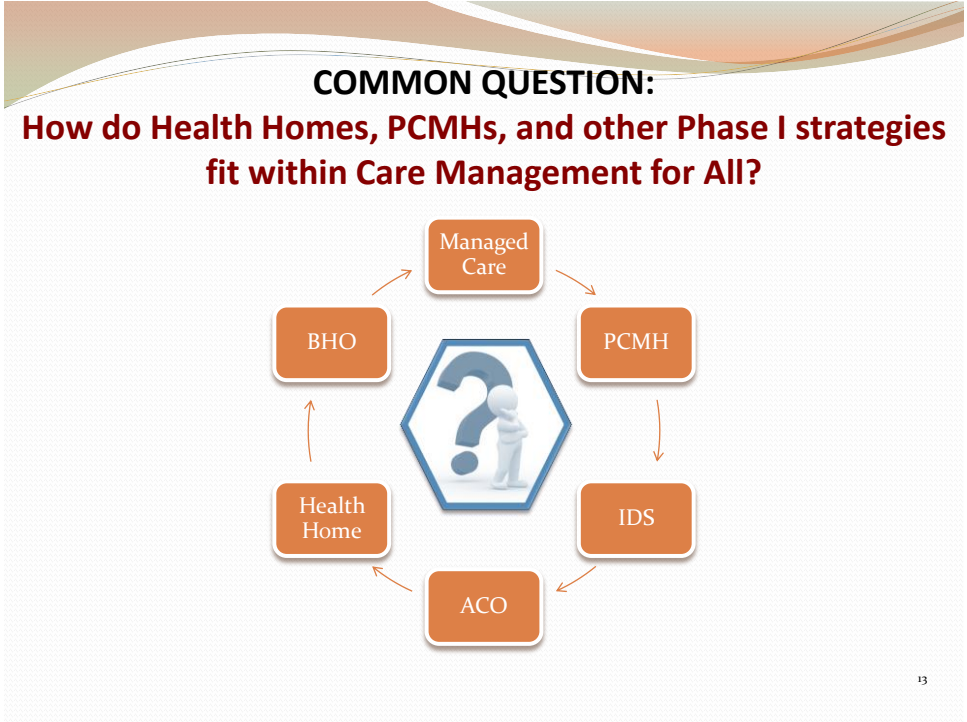 COMMON QUESTION:
How do Health Homes, PCMHs, and other Phase I strategies
fit within Care Management for All?
Managed
Care
PCMH
IDS
ACO
Health
Home
BHO
13